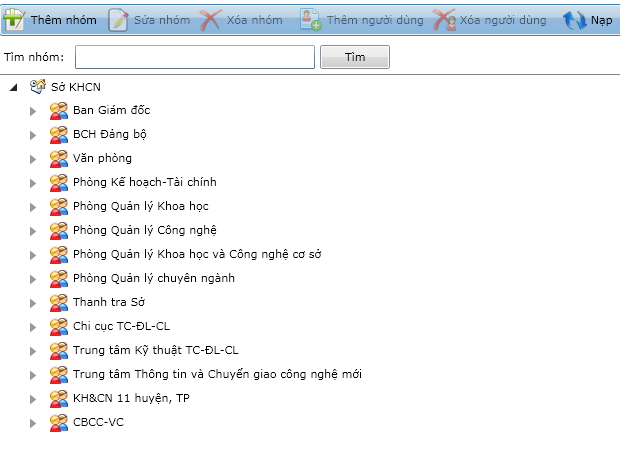 Thêm nhóm Sửa nhóm Xóa nhóm Thêm người dùng Xóa người dùng Nạp
Tìm nhóm: Tìm
Sở KHCN
Ban Giám đốc
BCH Đảng bộ
Văn phòng
Phòng Kế hoạch-Tài chính
Phòng Quản lý Khoa học
Phòng Quản lý Công nghệ
Phòng Quản lý Khoa học và Công nghệ cơ sở
Phòng Quản lý chuyên ngành
Thanh tra Sở
Chi cục TC-ĐL-CL
Trung tâm Kỹ thuật TC-ĐL-CL
Trung tâm Thông tin và Chuyển giao công nghệ mới
KH&CN 11 huyện, TP
CBCC-VC